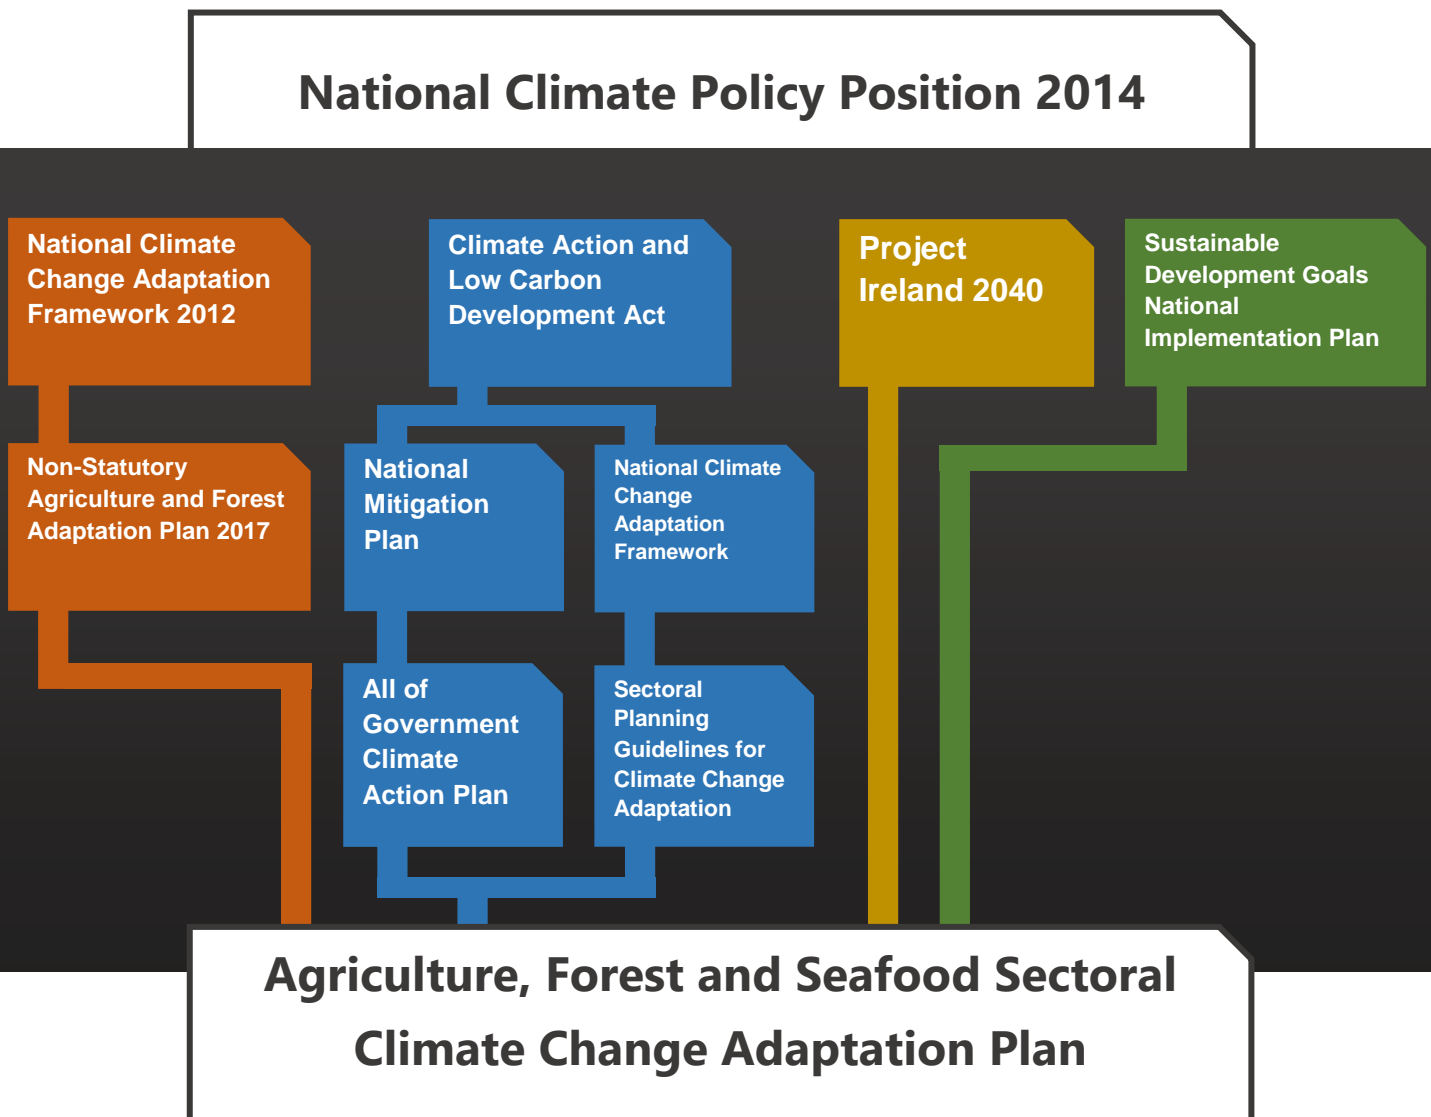 National Climate Policy Position 2014
National Climate
Change Adaptation
Framework 2012
Climate Action and
Low Carbon
Development Act
Project
Ireland 2040
Sustainable
Development Goals
National
Implementation Plan
Non-Statutory
Agriculture and Forest
Adaptation Plan 2017
National
Mitigation
Plan
National Climate
Change
Adaptation
Framework
All of
Government
Climate
Action Plan
Sectoral
Planning
Guidelines for
Climate Change
Adaptation
Agriculture, Forest and Seafood Sectoral
Climate Change Adaptation Plan